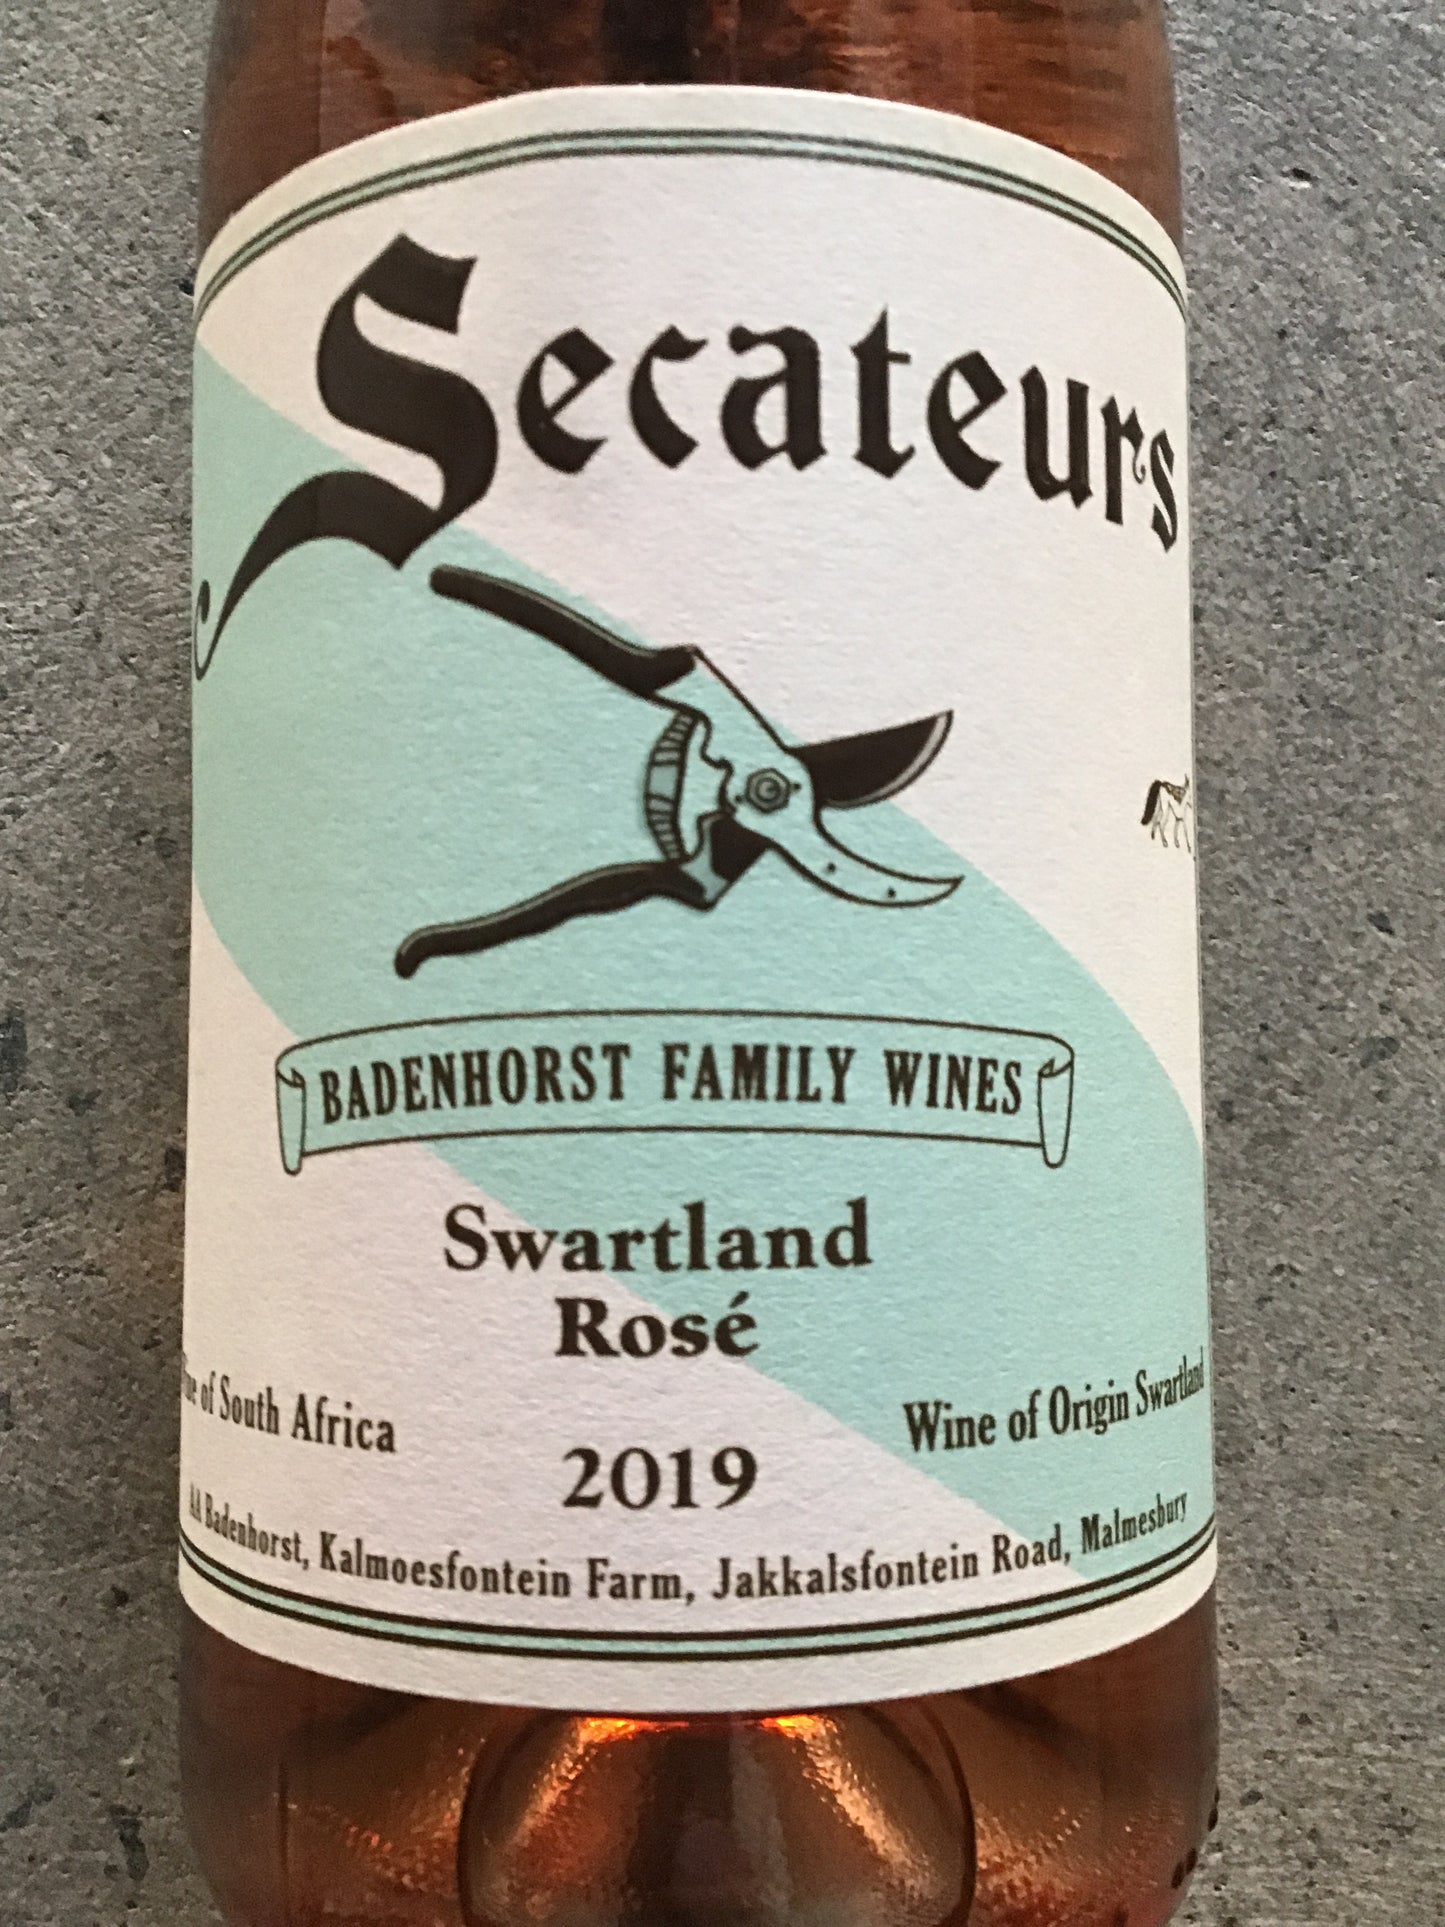 Secateurs
BADENHORST FAMILY WINES
Swartland
Rosé
of South Africa
Wine of Origin Swartland
2019
AA Badenhorst, Kalmoesfontein Farm, Jakkalsfontein Road, Malmesbury